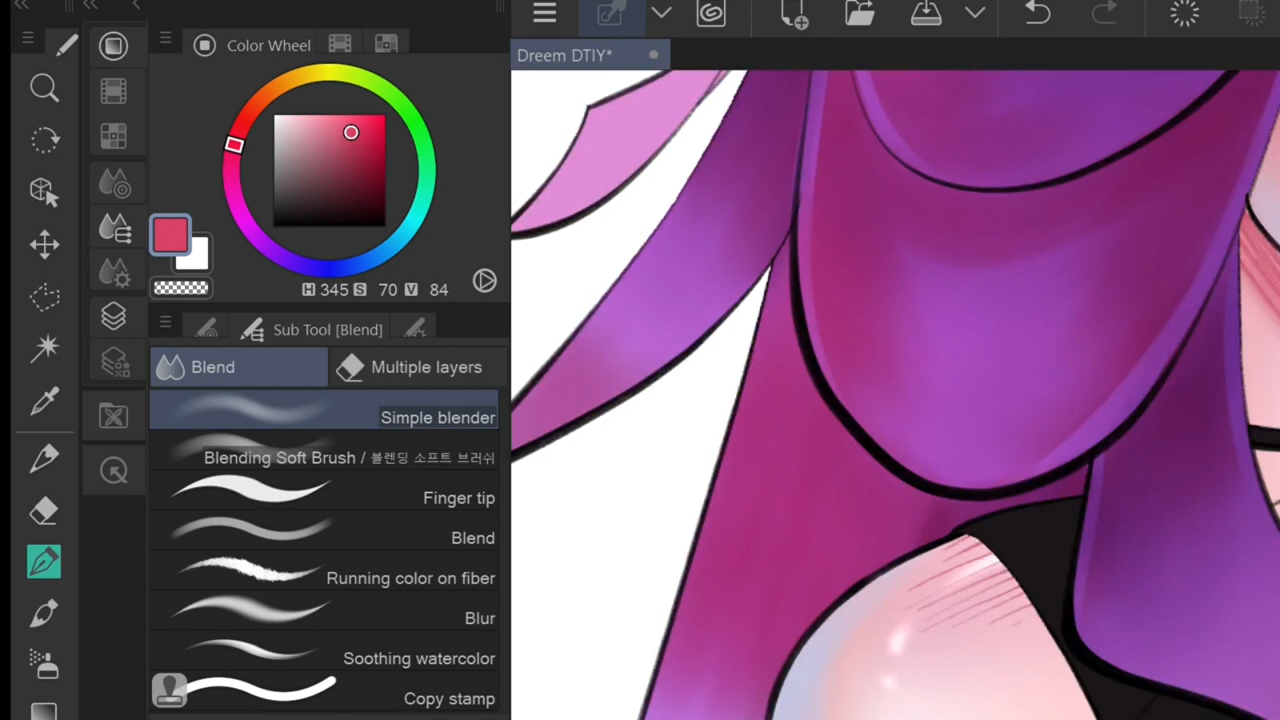 Color Wheel
Dreem DTIY*
H 345 S 70 V 84
Sub Tool [Blend]
Blend
Multiple layers
Simple blender
Blending Soft Brush / 블렌딩 소프트 브러쉬
Finger tip
Blend
Running color on fiber
Blur
Soothing watercolor
Copy stamp